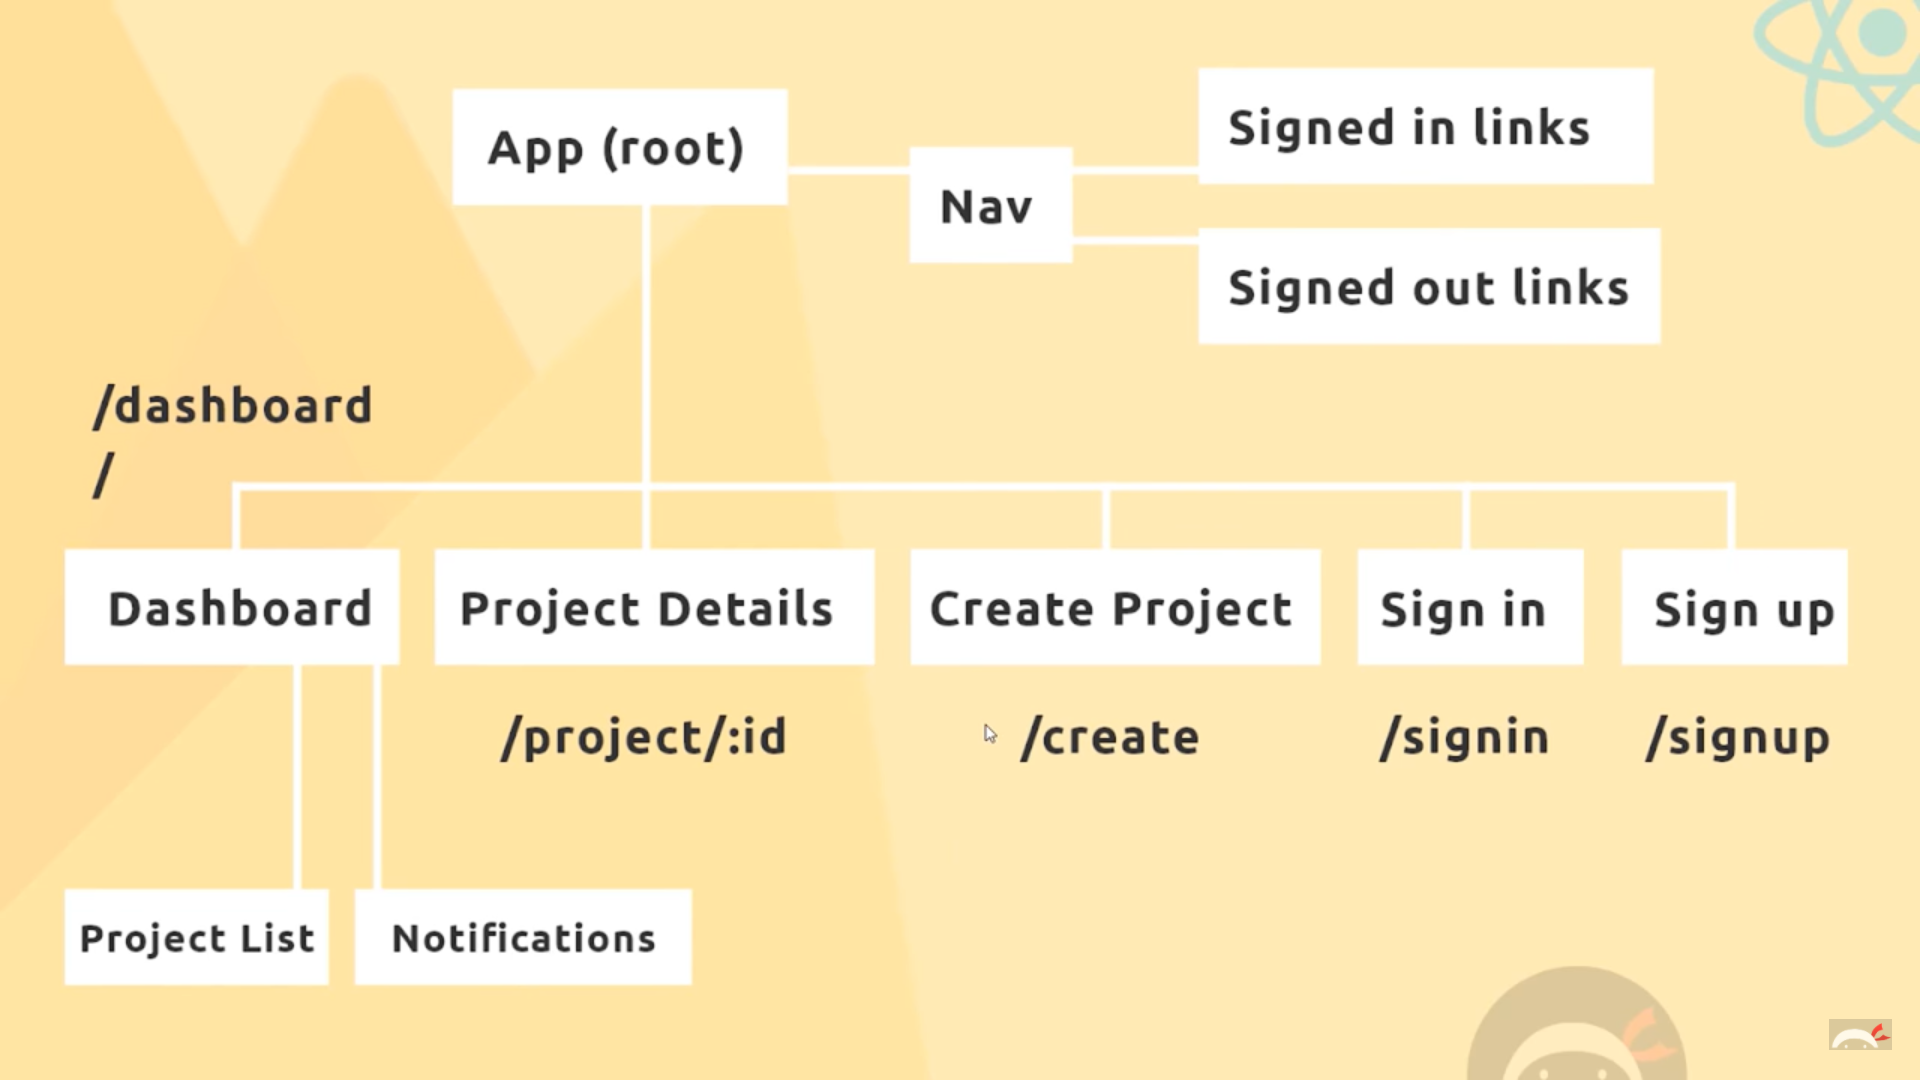 App (root)
Nav
Signed in links
Signed out links
/dashboard
/
Dashboard
Project Details
Create Project
Sign in
Sign up
/project/:id
/create
/signin
/signup
Project List
Notifications